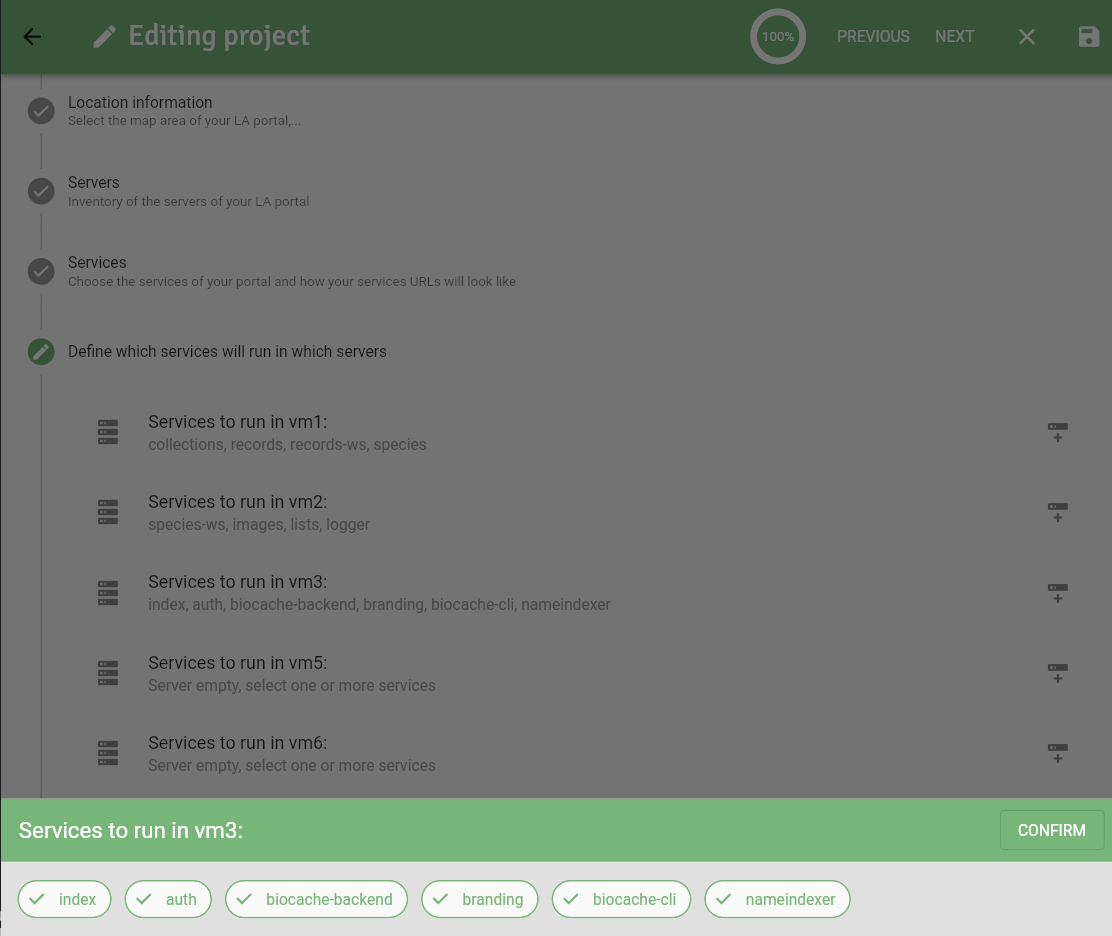 Editing project
100%
PREVIOUS
NEXT
Location information
Select the map area of your LA portal,...
Servers
Inventory of the servers of your LA portal
Services
Choose the services of your portal and how your services URLs will look like
Define which services will run in which servers
Services to run in vm1:
collections, records, records-ws, species
Services to run in vm2:
species-ws, images, lists, logger
Services to run in vm3:
index, auth, biocache-backend, branding, biocache-cli, nameindexer
Services to run in vm5:
Server empty, select one or more services
Services to run in vm6:
Server empty, select one or more services
Services to run in vm3:
CONFIRM
index
auth
biocache-backend
branding
biocache-cli
nameindexer